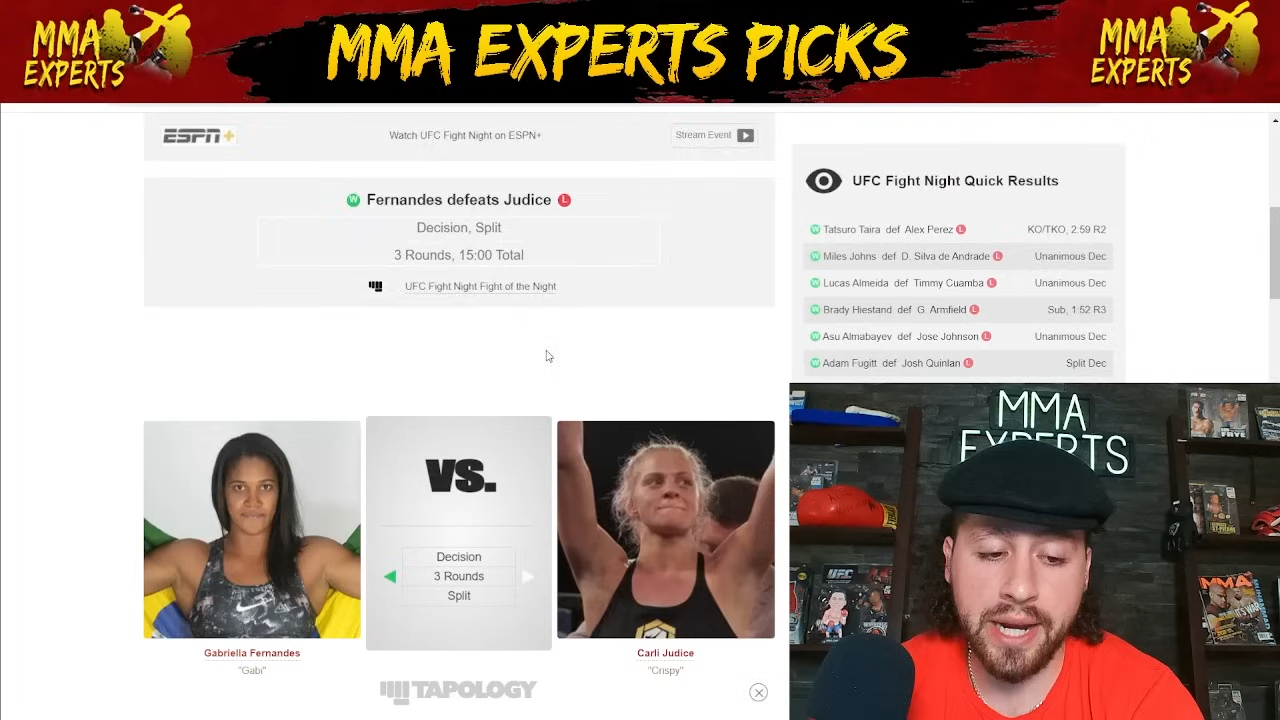 MMA EXPERTS
MMA EXPERTS PICKS
MMA EXPERTS
ESPN+
Watch UFC Fight Night on ESPN+
Stream Event
W Fernandes defeats Judice L
Decision, Split
3 Rounds, 15:00 Total
UFC Fight Night Fight of the Night
UFC Fight Night Quick Results
W Tatsuro Taira def Alex Perez L KO/TKO, 2:59 R2
W Miles Johns def D. Silva de Andrade L Unanimous Dec
W Lucas Almeida def Timmy Cuamba L Unanimous Dec
W Brady Hiestand def G. Armfield L Sub, 1:52 R3
W Asu Almabayev def Jose Johnson L Unanimous Dec
W Adam Fugitt def Josh Quinlan L Split Dec
VS.
Decision
3 Rounds
Split
Gabriella Fernandes
"Gabi"
Carli Judice
"Crispy"
TAPOLOGY
MMA
EXPERTS
UFC
MMA